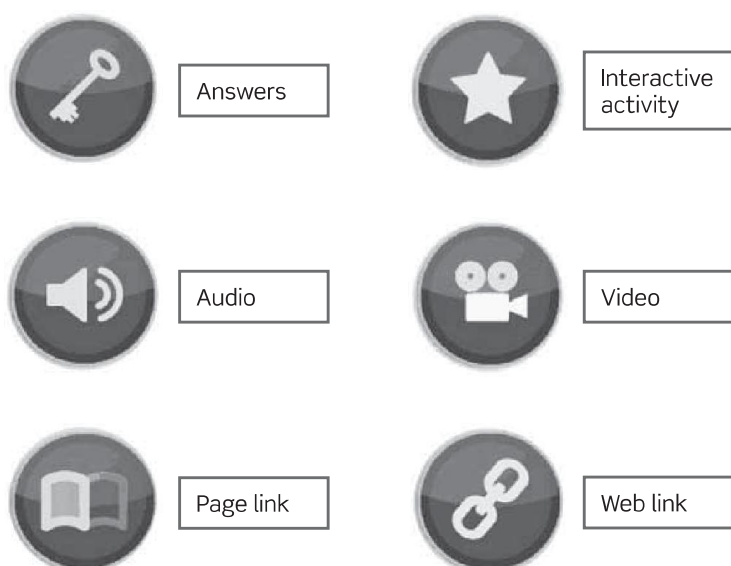 Answers
Interactive
activity
Audio
Video
Page link
Web link